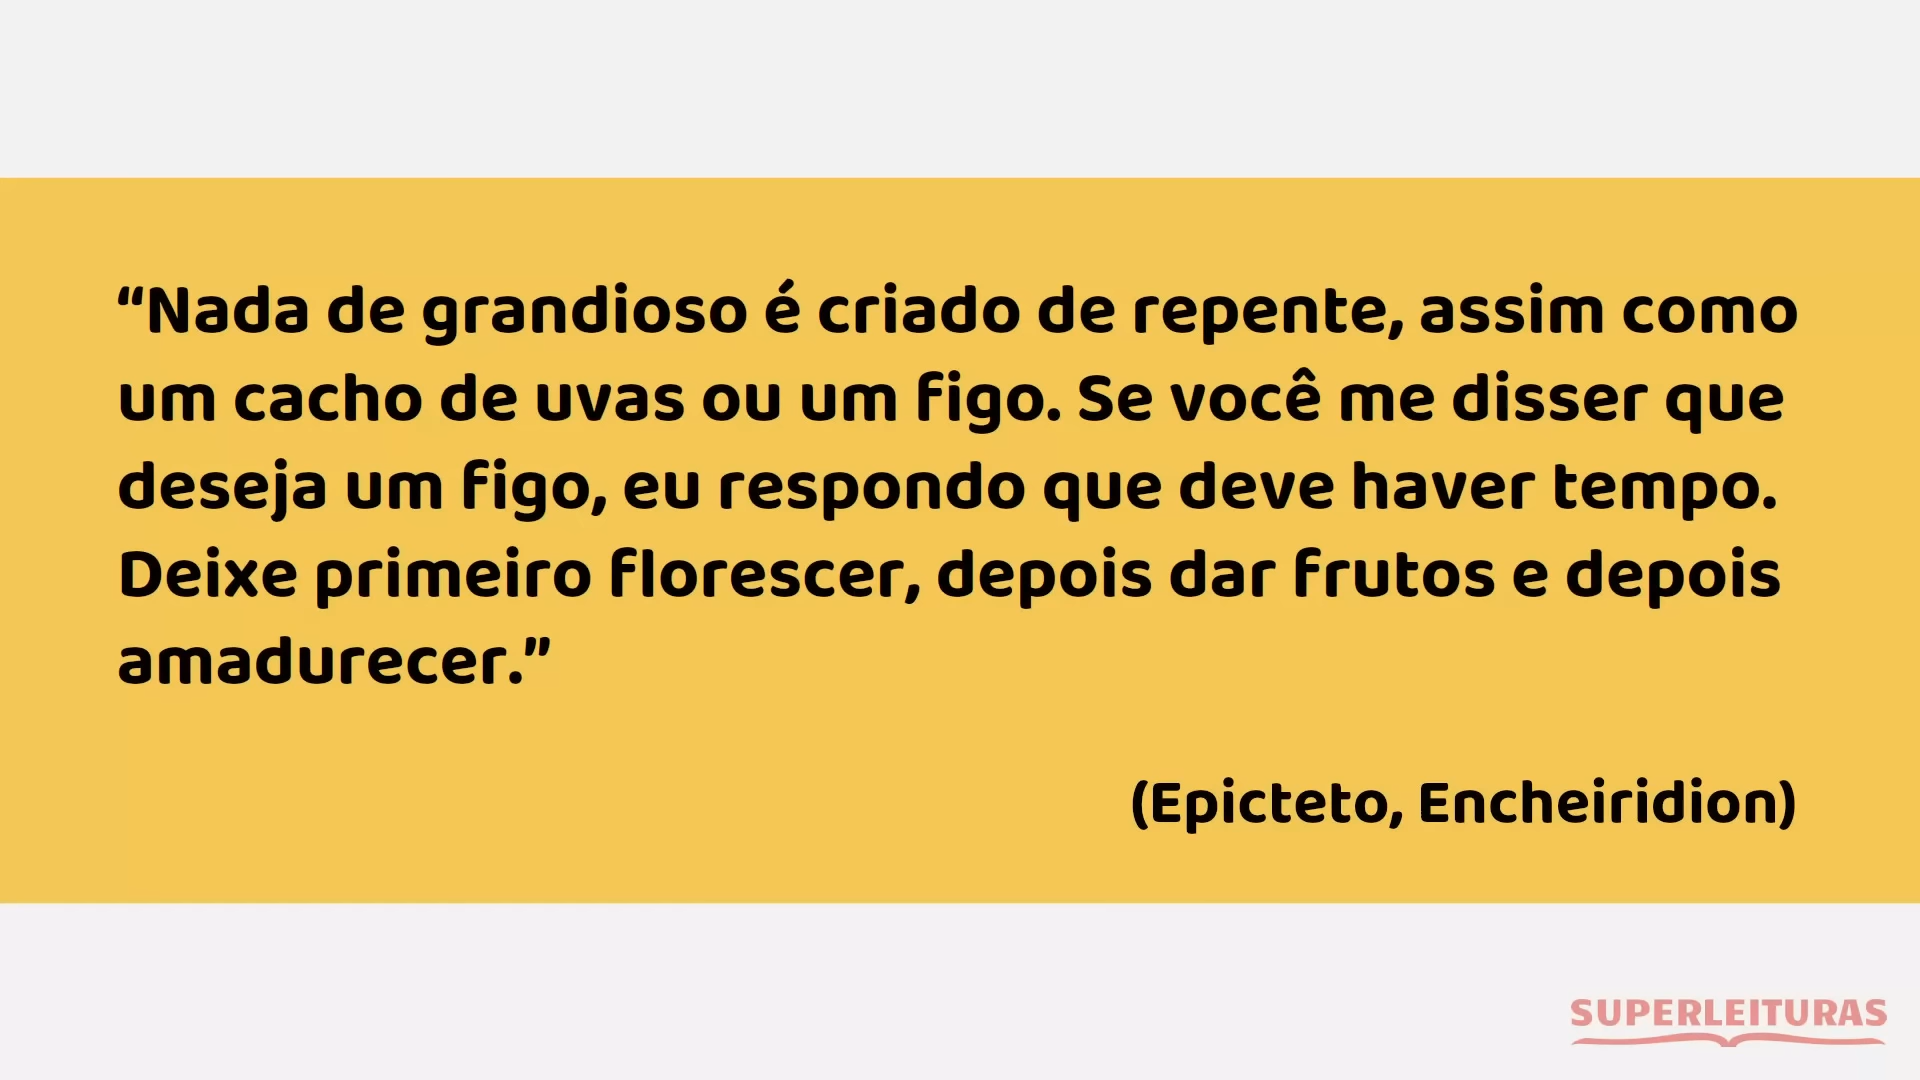 “Nada de grandioso é criado de repente, assim como
um cacho de uvas ou um figo. Se você me disser que
deseja um figo, eu respondo que deve haver tempo.
Deixe primeiro florescer, depois dar frutos e depois
amadurecer.”
(Epicteto, Encheiridion)
SUPERLEITURAS